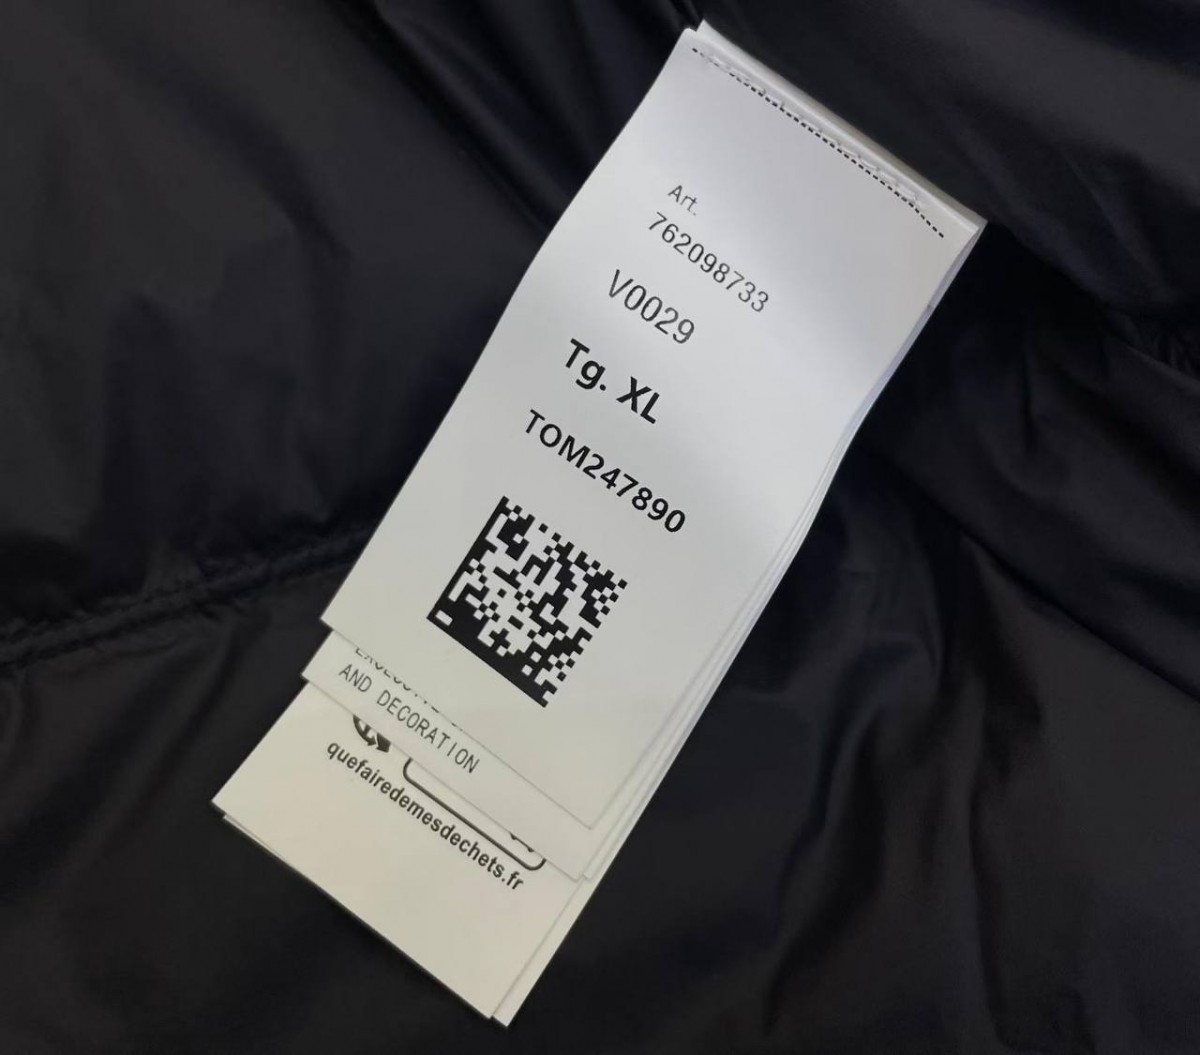 Art.
762098733
V0029
Tg. XL
TOM247890
AND DECORATION
quefairedemesdechets.fr